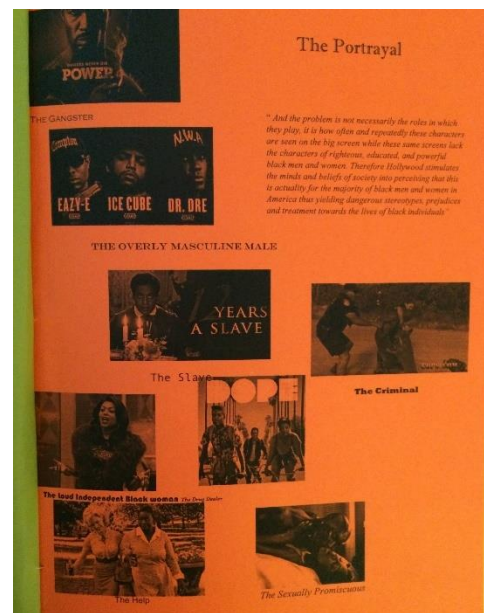 The Portrayal
POWER
THE GANGSTER
" And the problem is not necessarily the roles in which
they play, it is how often and repeatedly these characters
are seen on the big screen while these same screens lack
the characters of righteous, educated, and powerful
black men and women. Therefore Hollywood stimulates
the minds and beliefs of society into perceiving that this
is actuality for the majority of black men and women in
America thus yielding dangerous stereotypes, prejudices
and treatment towards the lives of black individuals"
Compton
N.W.A
EAZY-E ICE CUBE DR. DRE
THE OVERLY MASCULINE MALE
YEARS
A SLAVE
The Slave
The Criminal
DOPE
The loud Independent Black woman The Drug Dealer
The Help
The Sexually Promiscuous